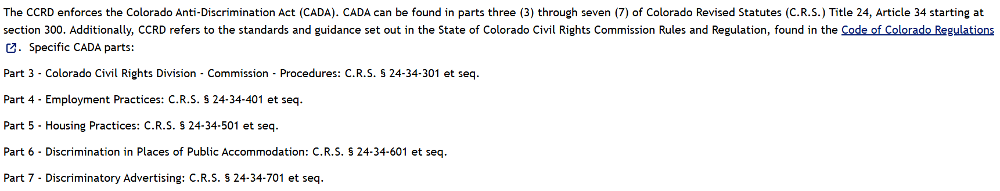 The CCRD enforces the Colorado Anti-Discrimination Act (CADA). CADA can be found in parts three (3) through seven (7) of Colorado Revised Statutes (C.R.S.) Title 24, Article 34 starting at
section 300. Additionally, CCRD refers to the standards and guidance set out in the State of Colorado Civil Rights Commission Rules and Regulation, found in the Code of Colorado Regulations
. Specific CADA parts:
Part 3 - Colorado Civil Rights Division - Commission - Procedures: C.R.S. § 24-34-301 et seq.
Part 4 - Employment Practices: C.R.S. § 24-34-401 et seq.
Part 5 - Housing Practices: C.R.S. § 24-34-501 et seq.
Part 6 - Discrimination in Places of Public Accommodation: C.R.S. § 24-34-601 et seq.
Part 7 - Discriminatory Advertising: C.R.S. § 24-34-701 et seq.